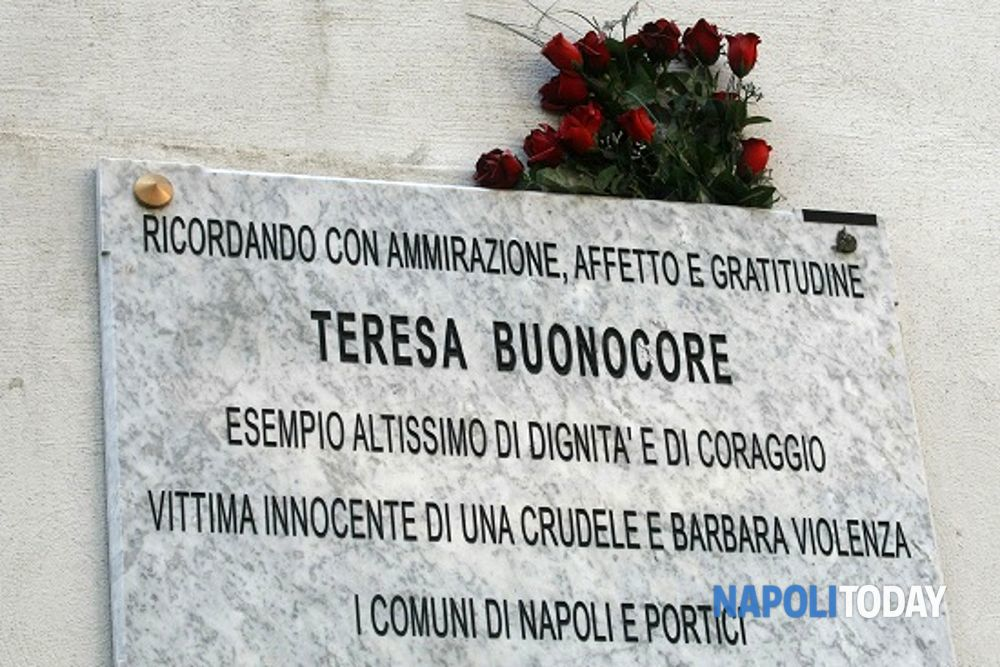 RICORDANDO CON AMMIRAZIONE, AFFETTO E GRATITUDINE
TERESA BUONOCORE
ESEMPIO ALTISSIMO DI DIGNITA' E DI CORAGGIO
VITTIMA INNOCENTE DI UNA CRUDELE E BARBARA VIOLENZA
I COMUNI DI NAPOLI E PORTICI
NAPOLITODAY